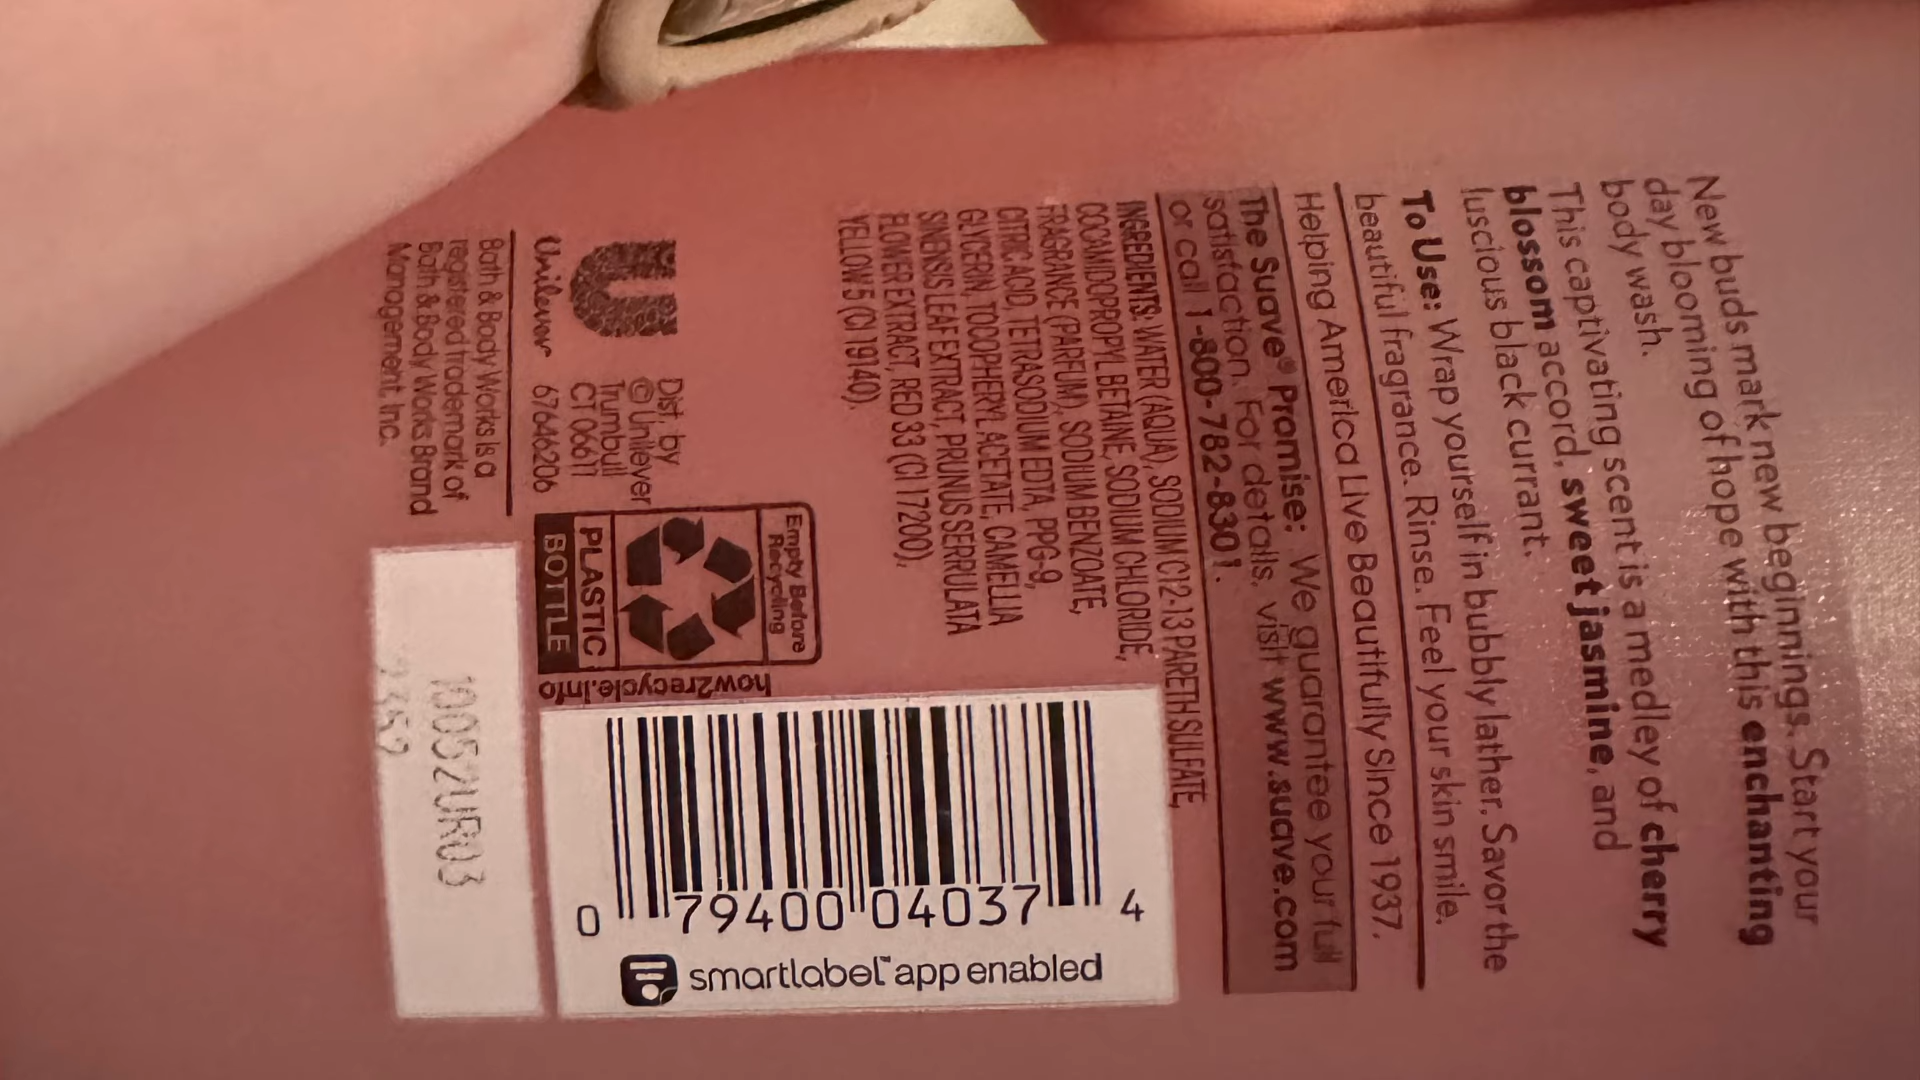 New buds mark new beginnings. Start your
day blooming of hope with this enchanting
body wash.
This captivating scent is a medley of cherry
blossom accord, sweet jasmine, and
luscious black currant.
To Use: Wrap yourself in bubbly lather. Savor the
beautiful fragrance. Rinse. Feel your skin smile.
Helping America Live Beautifully Since 1937.
The Suave® Promise: We guarantee your full
satisfaction. For details, visit www.suave.com
or call 1-800-782-8301.
INGREDIENTS: WATER (AQUA), SODIUM C12-13 PARETH SULFATE,
COCAMIDOPROPYL BETAINE, SODIUM CHLORIDE,
FRAGRANCE (PARFUM), SODIUM BENZOATE,
CITRIC ACID, TETRASODIUM EDTA, PPG-9,
GLYCERIN, TOCOPHERYL ACETATE, CAMELLIA
SINENSIS LEAF EXTRACT, PRUNUS SERRULATA
FLOWER EXTRACT, RED 33 (CI 17200),
YELLOW 5 (CI 19140).
Unilever
Dist. by
©Unilever
Trumbull
CT 06611
67646206
Empty Before
Recycling
PLASTIC
BOTTLE
how2recycle.info
Bath & Body Works is a
registered trademark of
Bath & Body Works Brand
Management, Inc.
0 79400 04037 4
smartlabel™ app enabled
10052UR03